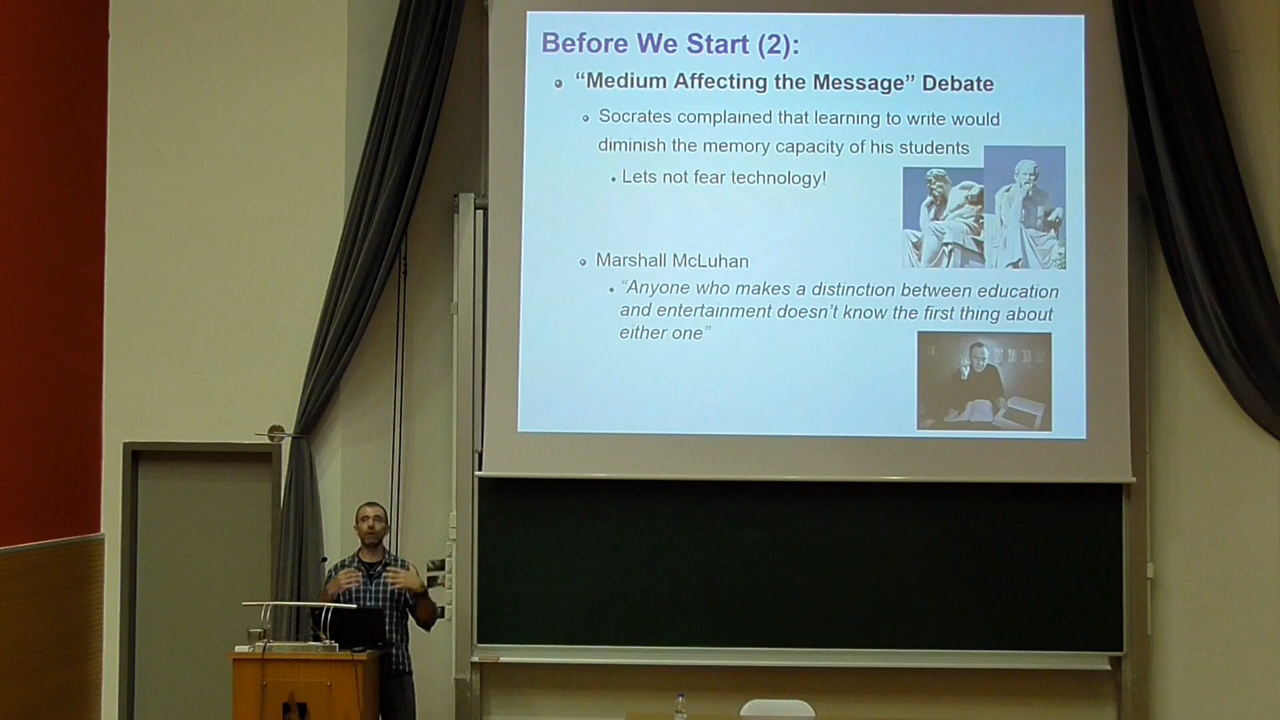 Before We Start (2):
“Medium Affecting the Message” Debate
Socrates complained that learning to write would
diminish the memory capacity of his students
Lets not fear technology!
Marshall McLuhan
“Anyone who makes a distinction between education
and entertainment doesn’t know the first thing about
either one”